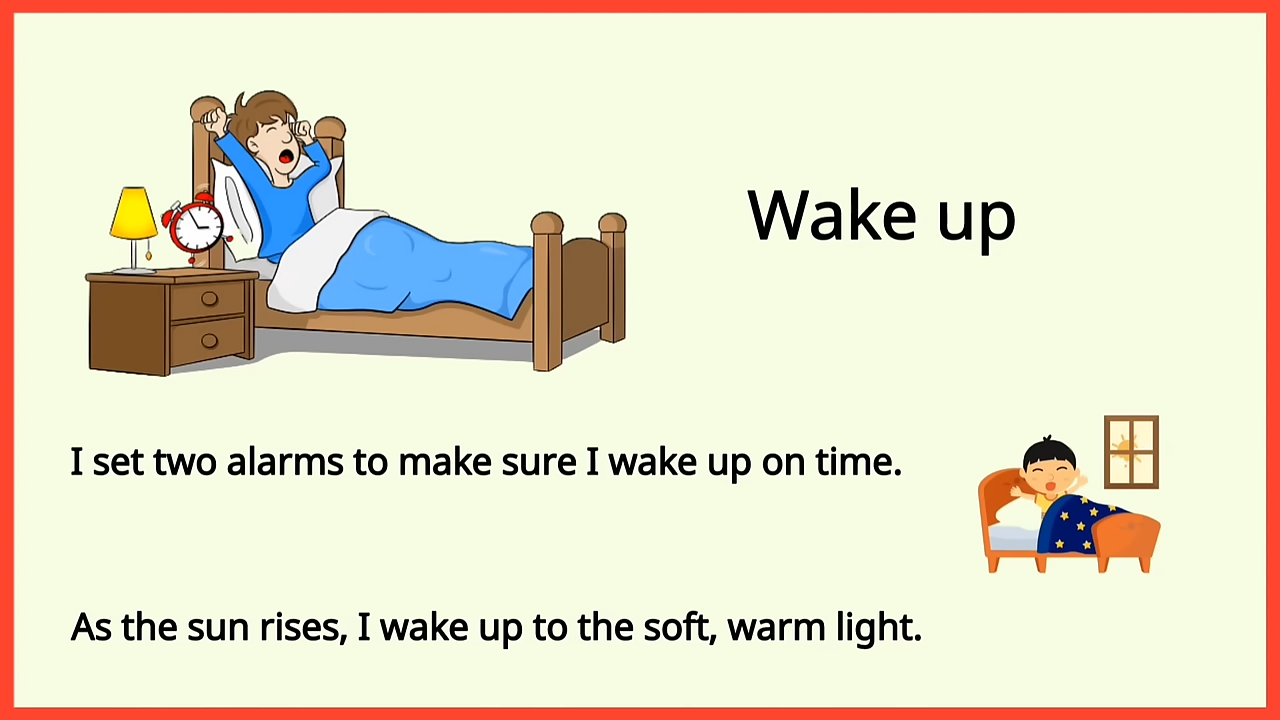 Wake up
I set two alarms to make sure I wake up on time.
As the sun rises, I wake up to the soft, warm light.